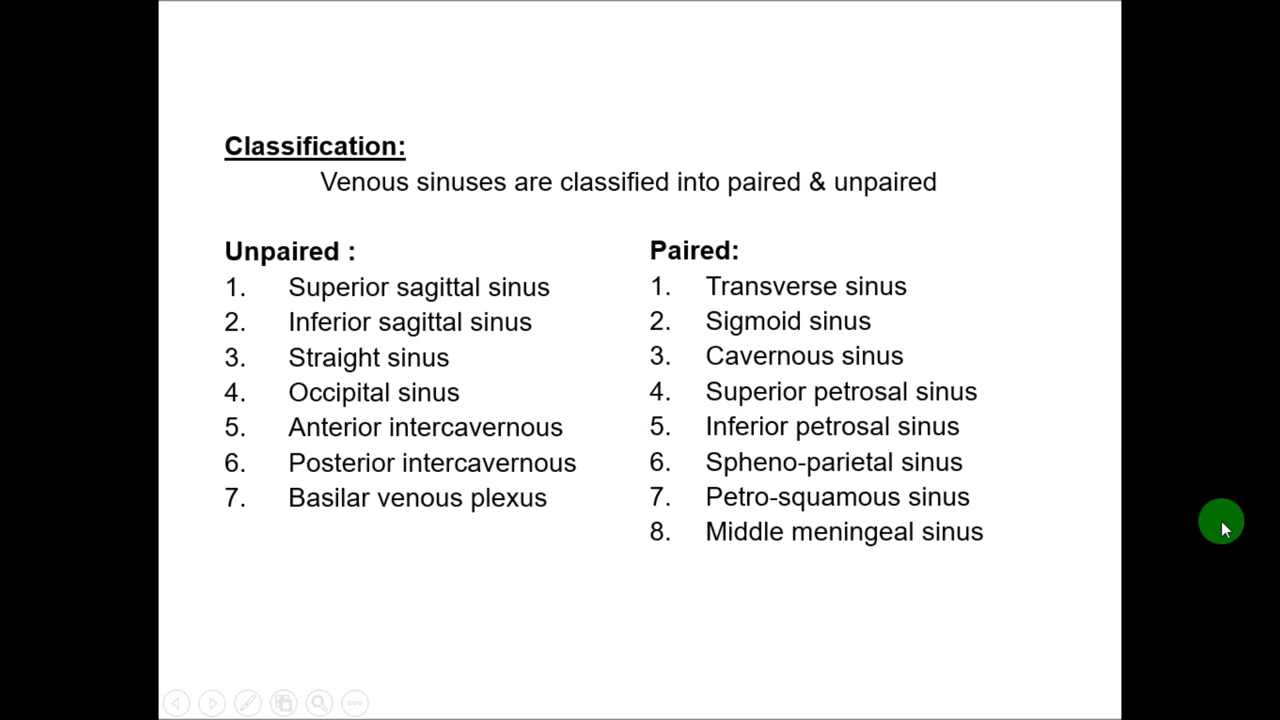 Classification:
Venous sinuses are classified into paired & unpaired
Unpaired :
1. Superior sagittal sinus
2. Inferior sagittal sinus
3. Straight sinus
4. Occipital sinus
5. Anterior intercavernous
6. Posterior intercavernous
7. Basilar venous plexus
Paired:
1. Transverse sinus
2. Sigmoid sinus
3. Cavernous sinus
4. Superior petrosal sinus
5. Inferior petrosal sinus
6. Spheno-parietal sinus
7. Petro-squamous sinus
8. Middle meningeal sinus